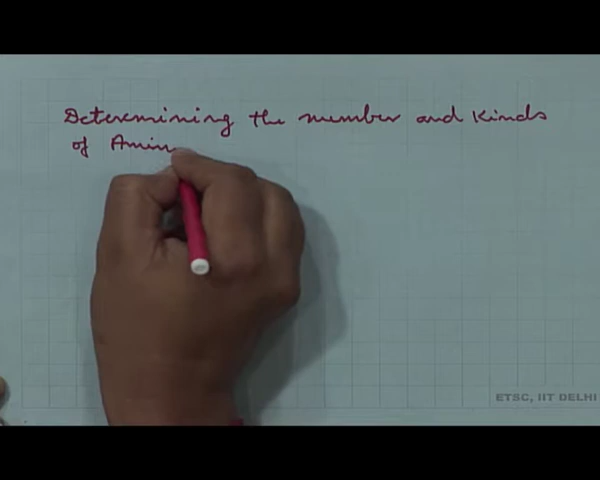 Determining the number and Kinds
of Amin
ETSC, IIT DELHI